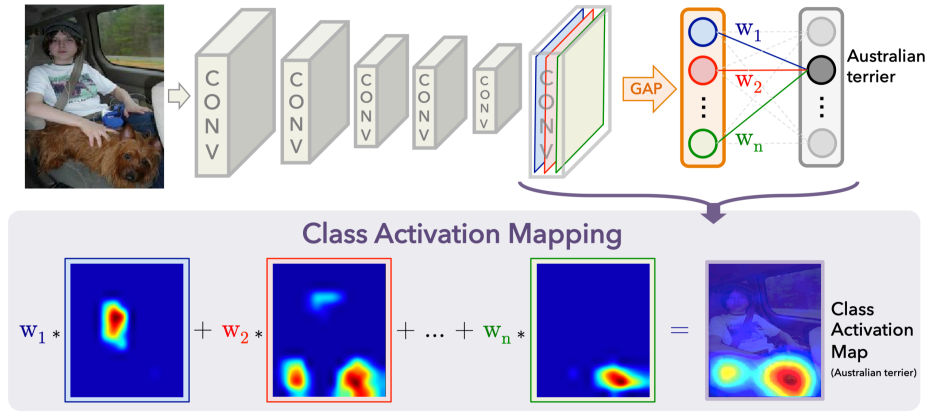 CONV
CONV
CONV
CONV
CONV
CONV
GAP
w1
w2
wn
...
Australian
terrier
Class Activation Mapping
w1 * + w2 * + ... + wn * =
Class
Activation
Map
(Australian terrier)